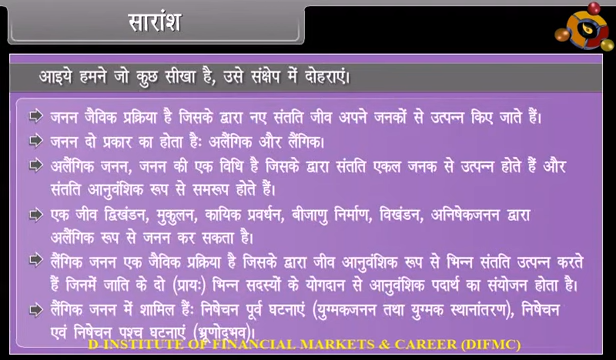 सारांश
आइये हमने जो कुछ सीखा है, उसे संक्षेप में दोहराएं।
जनन जैविक प्रक्रिया है जिसके द्वारा नए संतति जीव अपने जनकों से उत्पन्न किए जाते हैं।
जनन दो प्रकार का होता है: अलैंगिक और लैंगिक।
अलैंगिक जनन, जनन की एक विधि है जिसके द्वारा संतति एकल जनक से उत्पन्न होते हैं और
संतति आनुवंशिक रूप से समरूप होते हैं।
एक जीव द्विखंडन, मुकुलन, कायिक प्रवर्धन, बीजाणु निर्माण, विखंडन, अनिषेकजनन द्वारा
अलैंगिक रूप से जनन कर सकता है।
लैंगिक जनन एक जैविक प्रक्रिया है जिसके द्वारा जीव आनुवंशिक रूप से भिन्न संतति उत्पन्न करते
हैं जिनमें जाति के दो (प्रायः) भिन्न सदस्यों के योगदान से आनुवंशिक पदार्थ का संयोजन होता है।
लैंगिक जनन में शामिल हैं: निषेचन पूर्व घटनाएं (युग्मकजनन तथा युग्मक स्थानांतरण), निषेचन
एवं निषेचन पश्च घटनाएं (भ्रूणोदभव)।
D-INSTITUTE OF FINANCIAL MARKETS & CAREER (DIFMC)